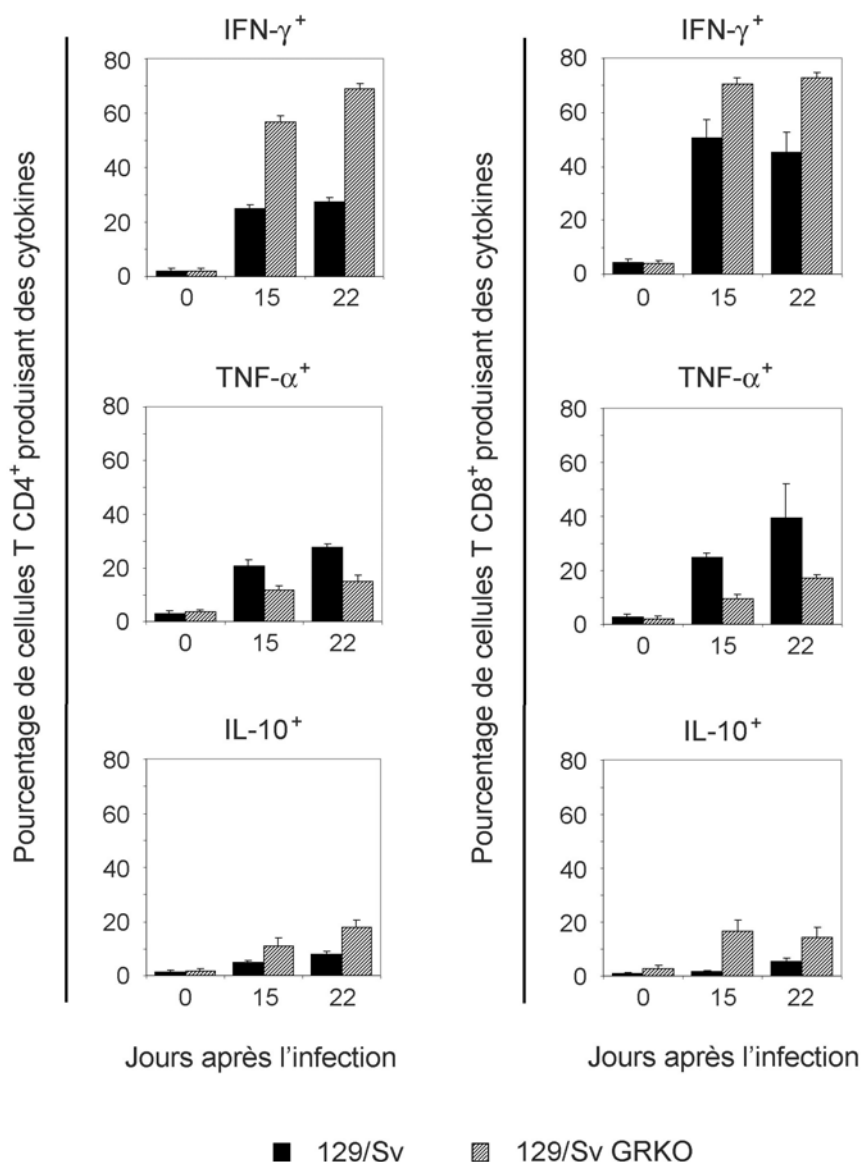 Pourcentage de cellules T CD4+ produisant des cytokines
IFN-γ+
80
60
40
20
0
0 15 22
TNF-α+
80
60
40
20
0
0 15 22
IL-10+
80
60
40
20
0
0 15 22
Jours après l'infection
Pourcentage de cellules T CD8+ produisant des cytokines
IFN-γ+
80
60
40
20
0
0 15 22
TNF-α+
80
60
40
20
0
0 15 22
IL-10+
80
60
40
20
0
0 15 22
Jours après l'infection
129/Sv 129/Sv GRKO